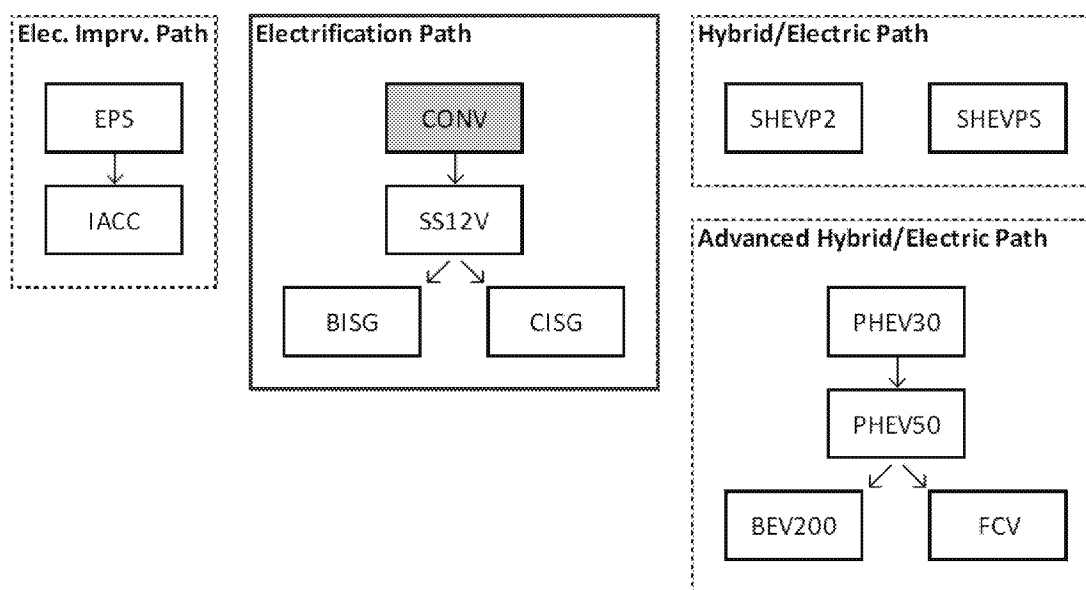 Elec. Imprv. Path
EPS
IACC
Electrification Path
CONV
SS12V
BISG
CISG
Hybrid/Electric Path
SHEVP2
SHEVPS
Advanced Hybrid/Electric Path
PHEV30
PHEV50
BEV200
FCV